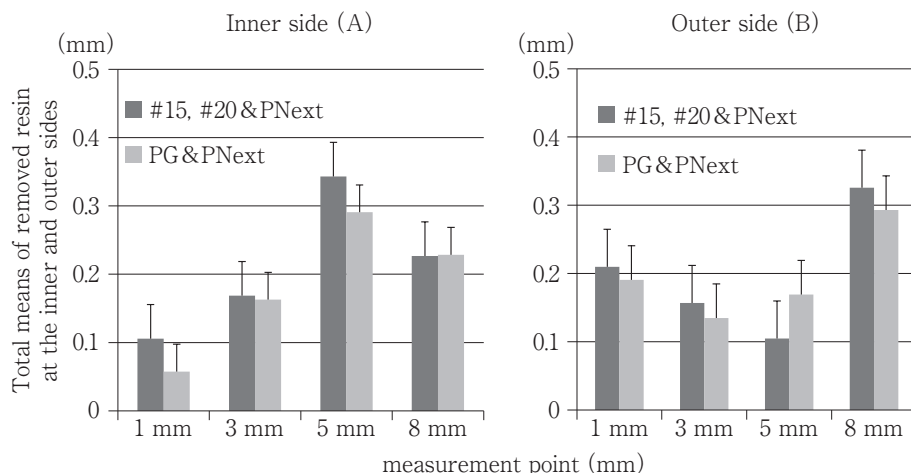 Inner side (A)
(mm)
0.5
0.4
0.3
0.2
0.1
0
#15, #20&PNext
PG&PNext
Total means of removed resin
at the inner and outer sides
1 mm 3 mm 5 mm 8 mm
Outer side (B)
(mm)
0.5
0.4
0.3
0.2
0.1
0
#15, #20&PNext
PG&PNext
1 mm 3 mm 5 mm 8 mm
measurement point (mm)